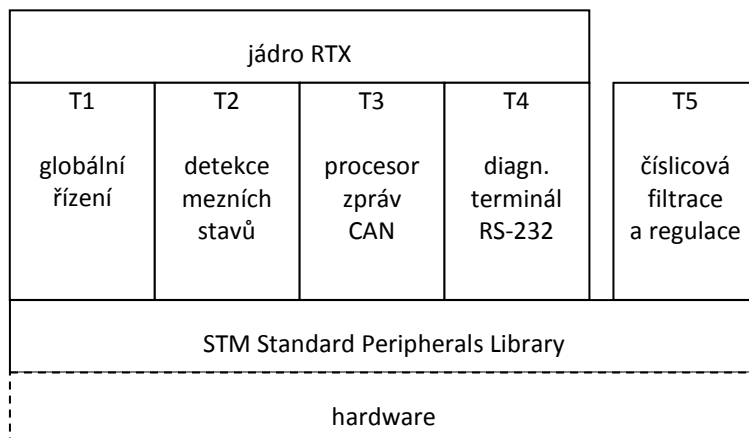 jádro RTX
T1
globální
řízení
T2
detekce
mezních
stavů
T3
procesor
zpráv
CAN
T4
diagn.
terminál
RS-232
T5
číslicová
filtrace
a regulace
STM Standard Peripherals Library
hardware